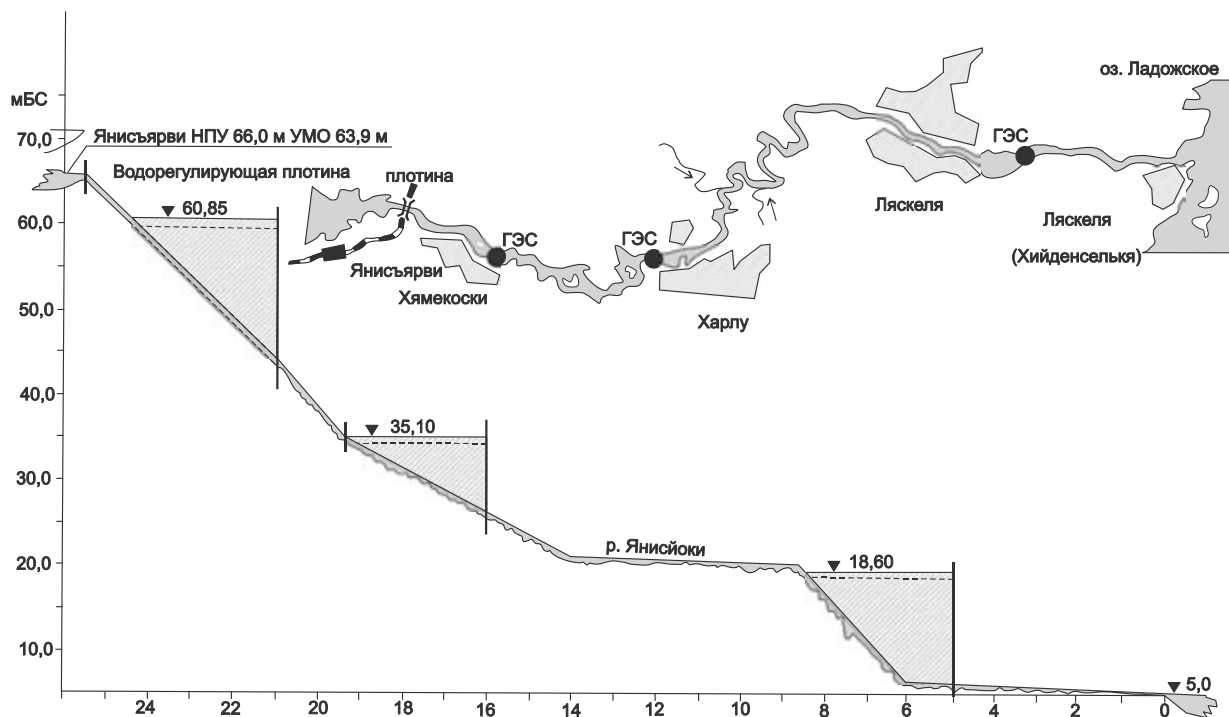 оз. Ладожское
мБС
70,0
Янисъярви НПУ 66,0 м УМО 63,9 м
ГЭС
Водорегулирующая плотина
плотина
60,85
60,0
ГЭС
ГЭС
Ляскеля
Ляскеля
(Хийденселькя)
Янисъярви
Хямекоски
50,0
Харлу
40,0
35,10
30,0
р. Янисйоки
20,0
18,60
10,0
5,0
24 22 20 18 16 14 12 10 8 6 4 2 0